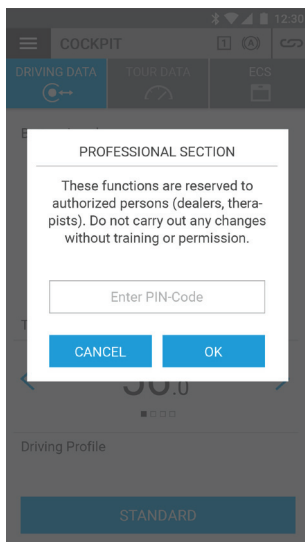 12:30
COCKPIT
1 (A)
DRIVING DATA TOUR DATA ECS
PROFESSIONAL SECTION
These functions are reserved to
authorized persons (dealers, thera-
pists). Do not carry out any changes
without training or permission.
Enter PIN-Code
CANCEL OK
.0
Driving Profile
STANDARD